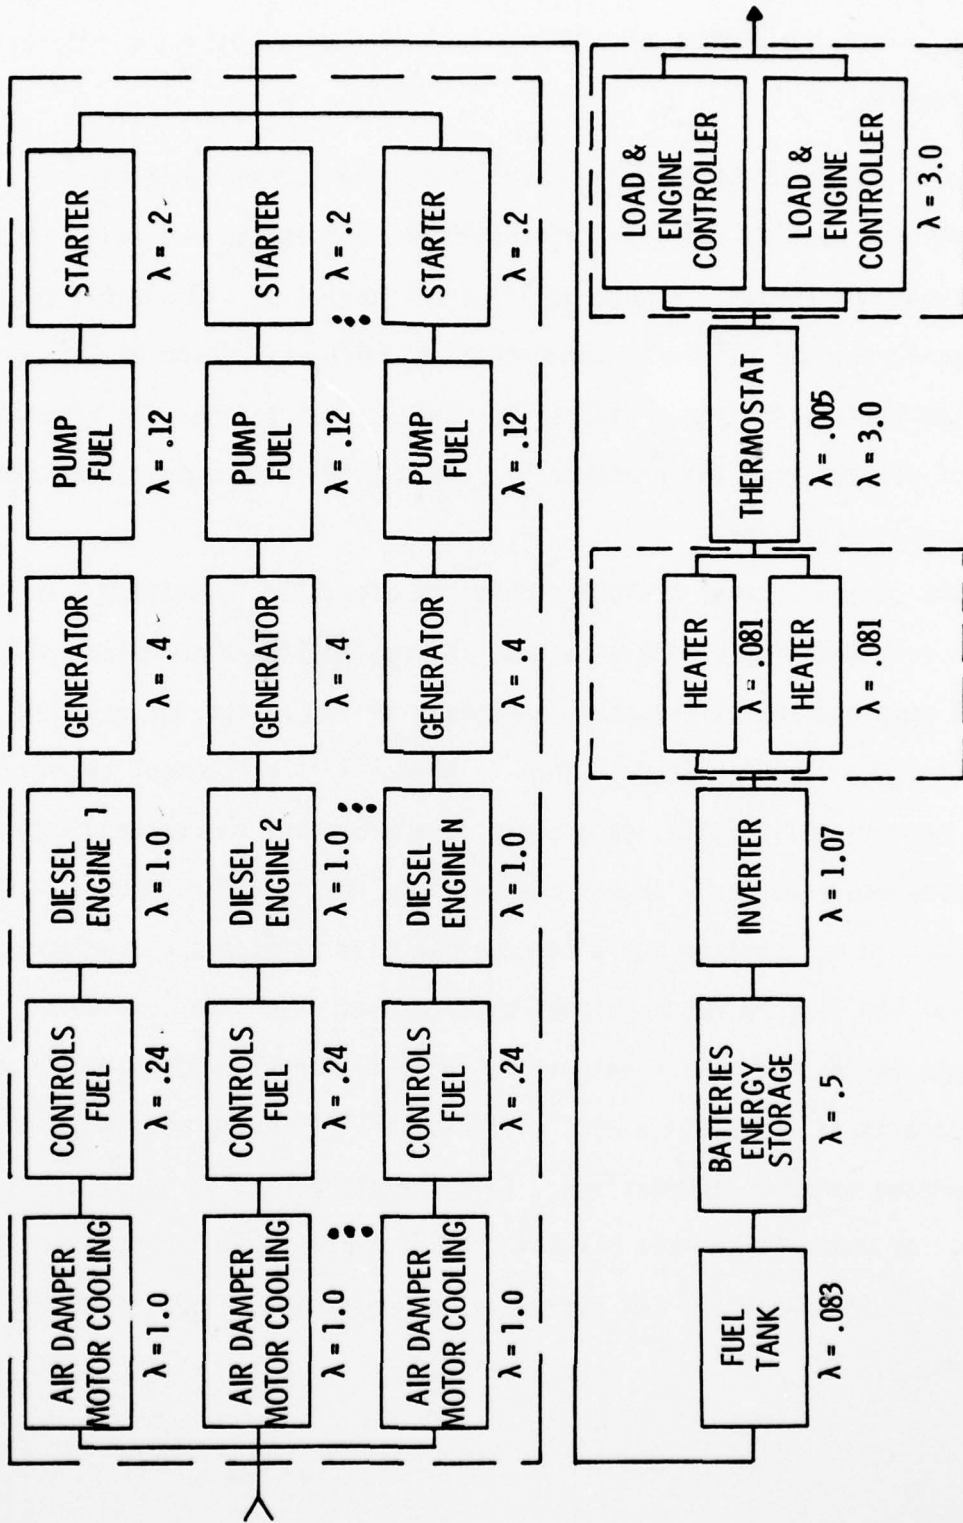 AIR DAMPER
MOTOR COOLING
λ = 1.0
CONTROLS
FUEL
λ = .24
DIESEL
ENGINE 1
λ = 1.0
GENERATOR
λ = .4
PUMP
FUEL
λ = .12
STARTER
λ = .2
AIR DAMPER
MOTOR COOLING
λ = 1.0
CONTROLS
FUEL
λ = .24
DIESEL
ENGINE 2
λ = 1.0
GENERATOR
λ = .4
PUMP
FUEL
λ = .12
STARTER
λ = .2
AIR DAMPER
MOTOR COOLING
λ = 1.0
CONTROLS
FUEL
λ = .24
DIESEL
ENGINE N
λ = 1.0
GENERATOR
λ = .4
PUMP
FUEL
λ = .12
STARTER
λ = .2
FUEL
TANK
λ = .083
BATTERIES
ENERGY
STORAGE
λ = .5
INVERTER
λ = 1.07
HEATER
λ = .081
HEATER
λ = .081
THERMOSTAT
λ = .005
λ = 3.0
LOAD &
ENGINE
CONTROLLER
LOAD &
ENGINE
CONTROLLER
λ = 3.0